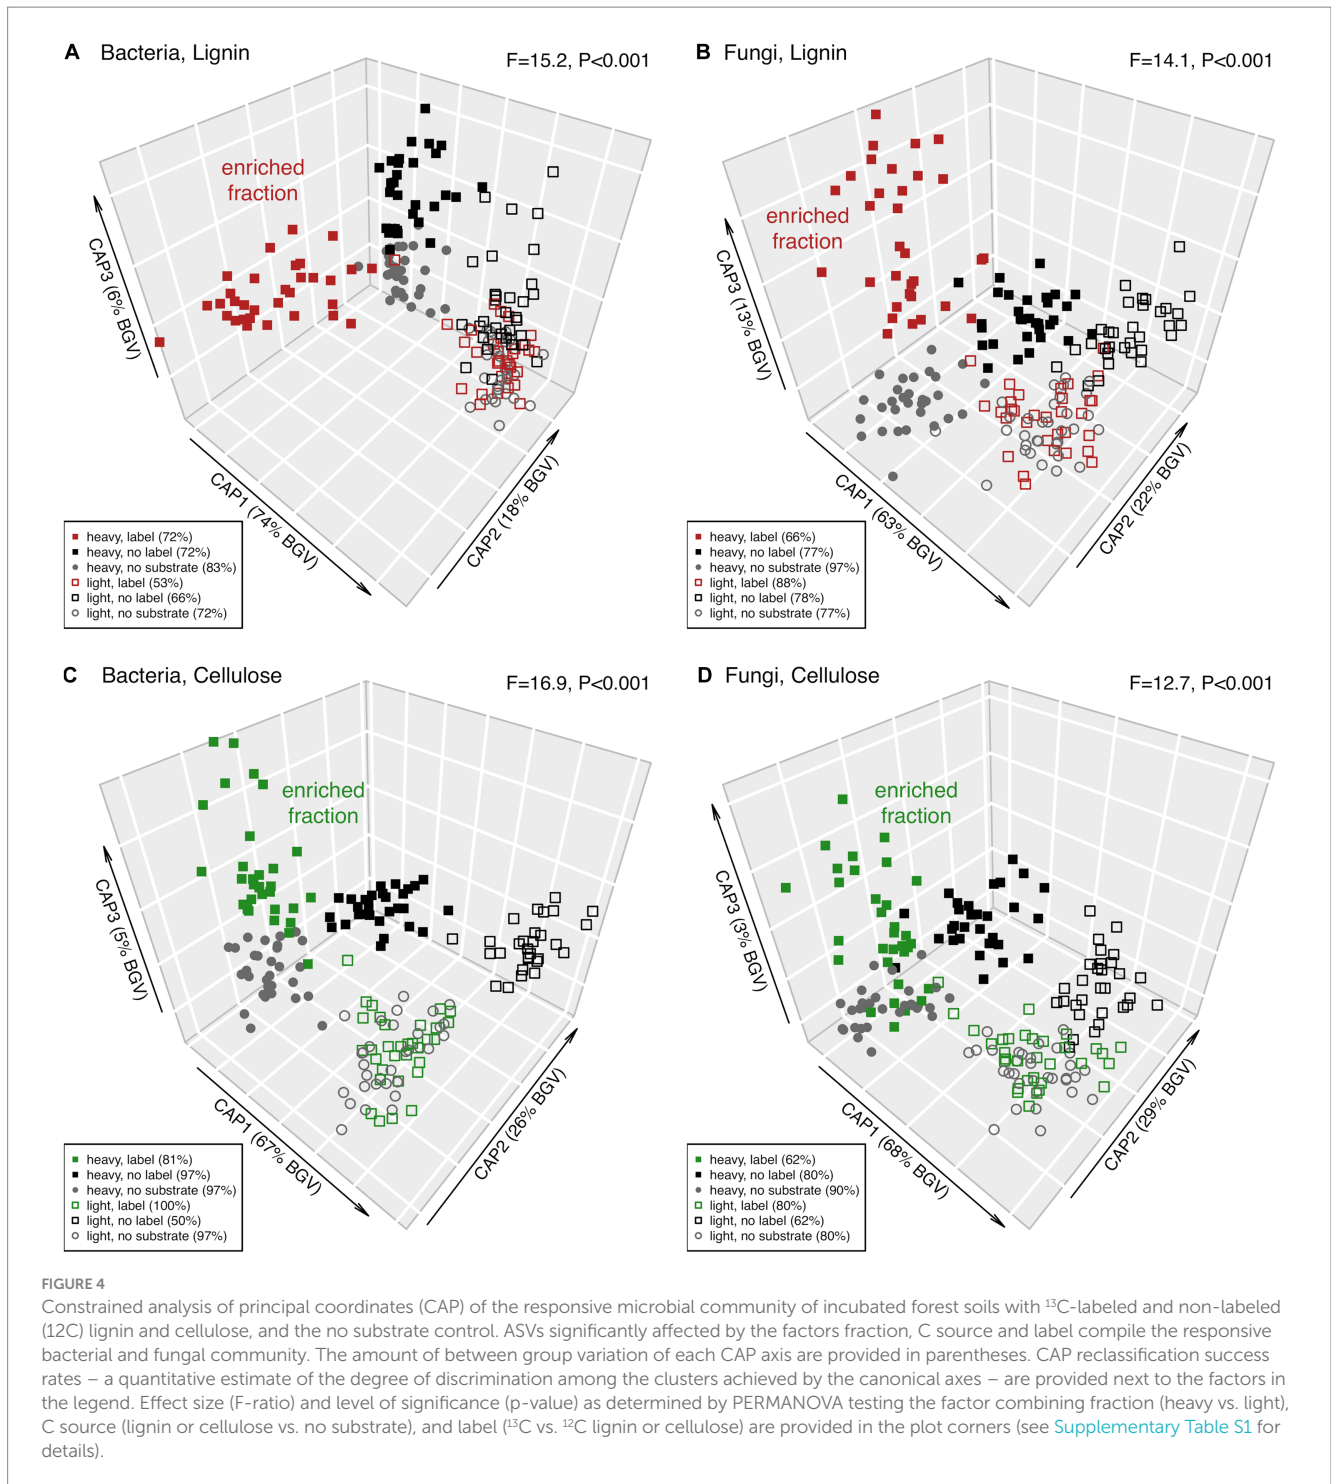 A Bacteria, Lignin
F=15.2, P<0.001
enriched
fraction
CAP3 (6% BGV)
CAP1 (74% BGV)
CAP2 (18% BGV)
heavy, label (72%)
heavy, no label (72%)
heavy, no substrate (83%)
light, label (53%)
light, no label (66%)
light, no substrate (72%)
B Fungi, Lignin
F=14.1, P<0.001
enriched
fraction
CAP3 (13% BGV)
CAP1 (63% BGV)
CAP2 (22% BGV)
heavy, label (66%)
heavy, no label (77%)
heavy, no substrate (97%)
light, label (88%)
light, no label (78%)
light, no substrate (77%)
C Bacteria, Cellulose
F=16.9, P<0.001
enriched
fraction
CAP3 (5% BGV)
CAP1 (67% BGV)
CAP2 (26% BGV)
heavy, label (81%)
heavy, no label (97%)
heavy, no substrate (97%)
light, label (100%)
light, no label (50%)
light, no substrate (97%)
D Fungi, Cellulose
F=12.7, P<0.001
enriched
fraction
CAP3 (3% BGV)
CAP1 (68% BGV)
CAP2 (29% BGV)
heavy, label (62%)
heavy, no label (80%)
heavy, no substrate (90%)
light, label (80%)
light, no label (62%)
light, no substrate (80%)
FIGURE 4
Constrained analysis of principal coordinates (CAP) of the responsive microbial community of incubated forest soils with ¹³C-labeled and non-labeled
(12C) lignin and cellulose, and the no substrate control. ASVs significantly affected by the factors fraction, C source and label compile the responsive
bacterial and fungal community. The amount of between group variation of each CAP axis are provided in parentheses. CAP reclassification success
rates – a quantitative estimate of the degree of discrimination among the clusters achieved by the canonical axes – are provided next to the factors in
the legend. Effect size (F-ratio) and level of significance (p-value) as determined by PERMANOVA testing the factor combining fraction (heavy vs. light),
C source (lignin or cellulose vs. no substrate), and label (¹³C vs. ¹²C lignin or cellulose) are provided in the plot corners (see Supplementary Table S1 for
details).